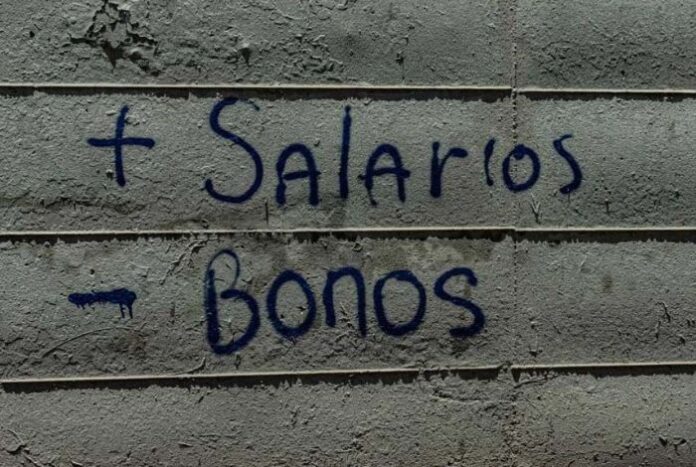 + Salarios
- Bonos